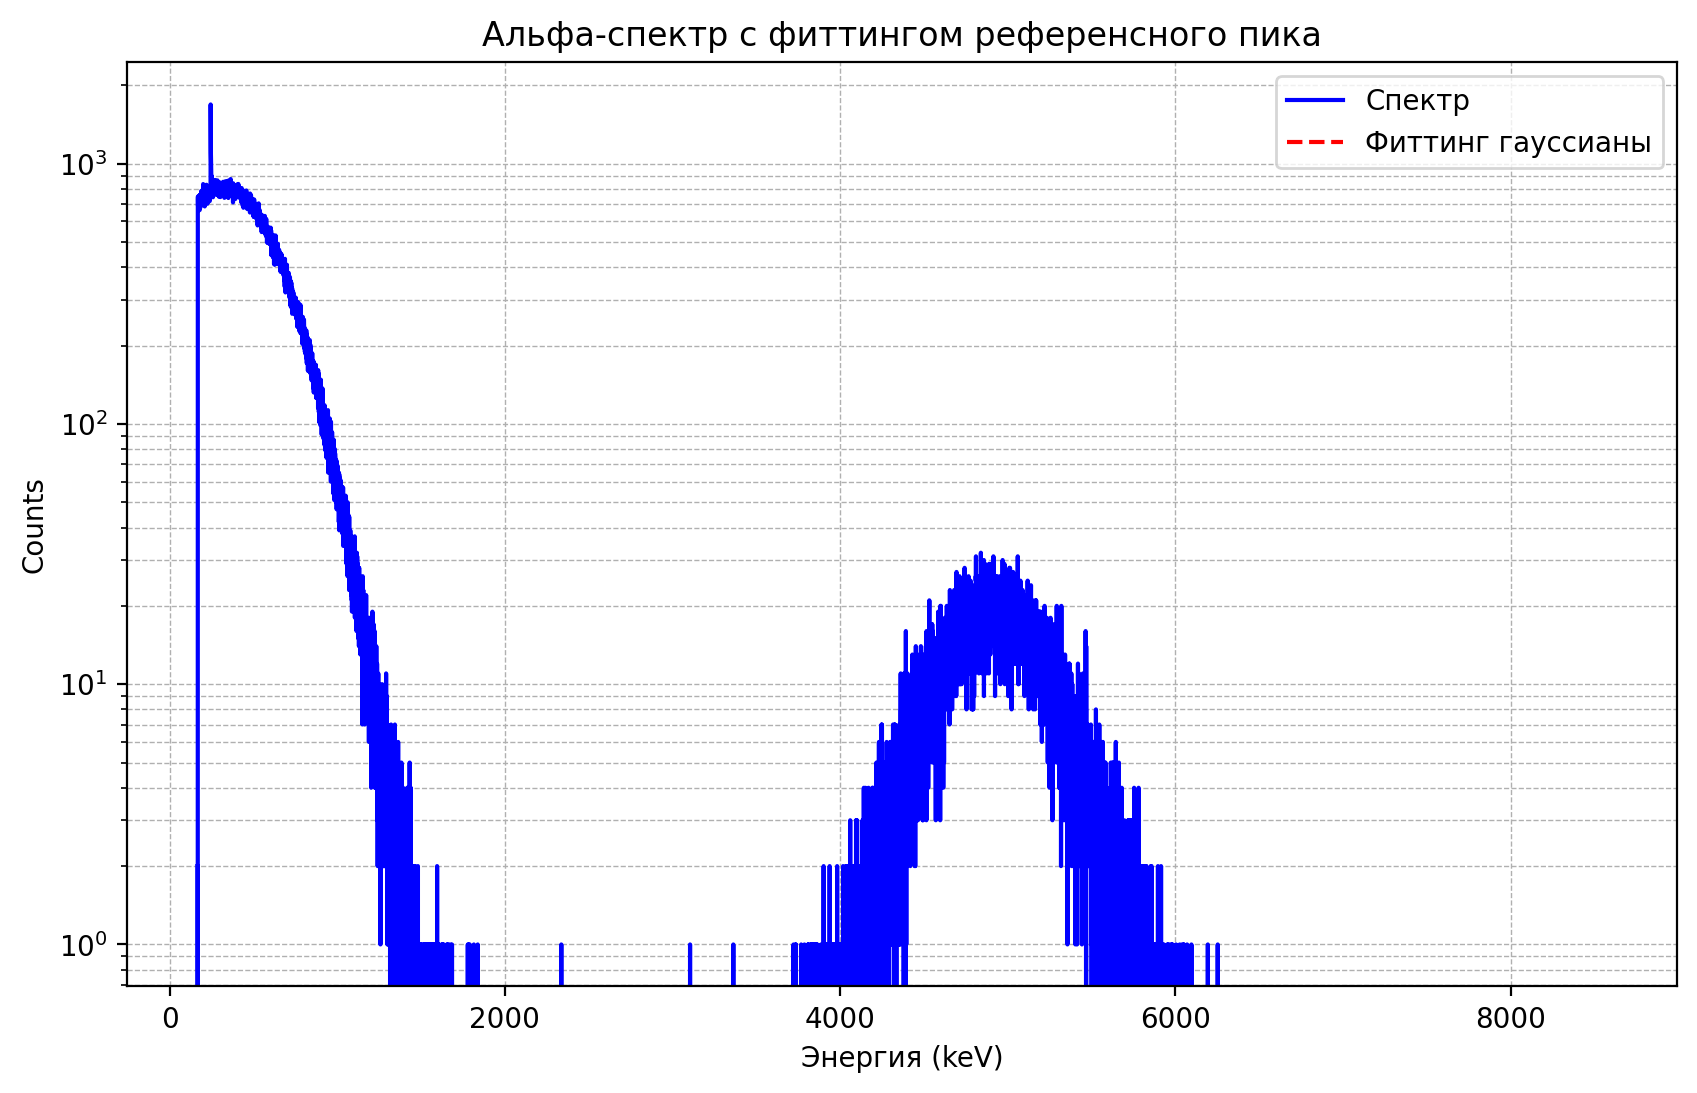 Альфа-спектр с фиттингом референсного пика
Спектр
Фиттинг гауссианы
10³
10²
10¹
10⁰
Counts
0 2000 4000 6000 8000
Энергия (keV)